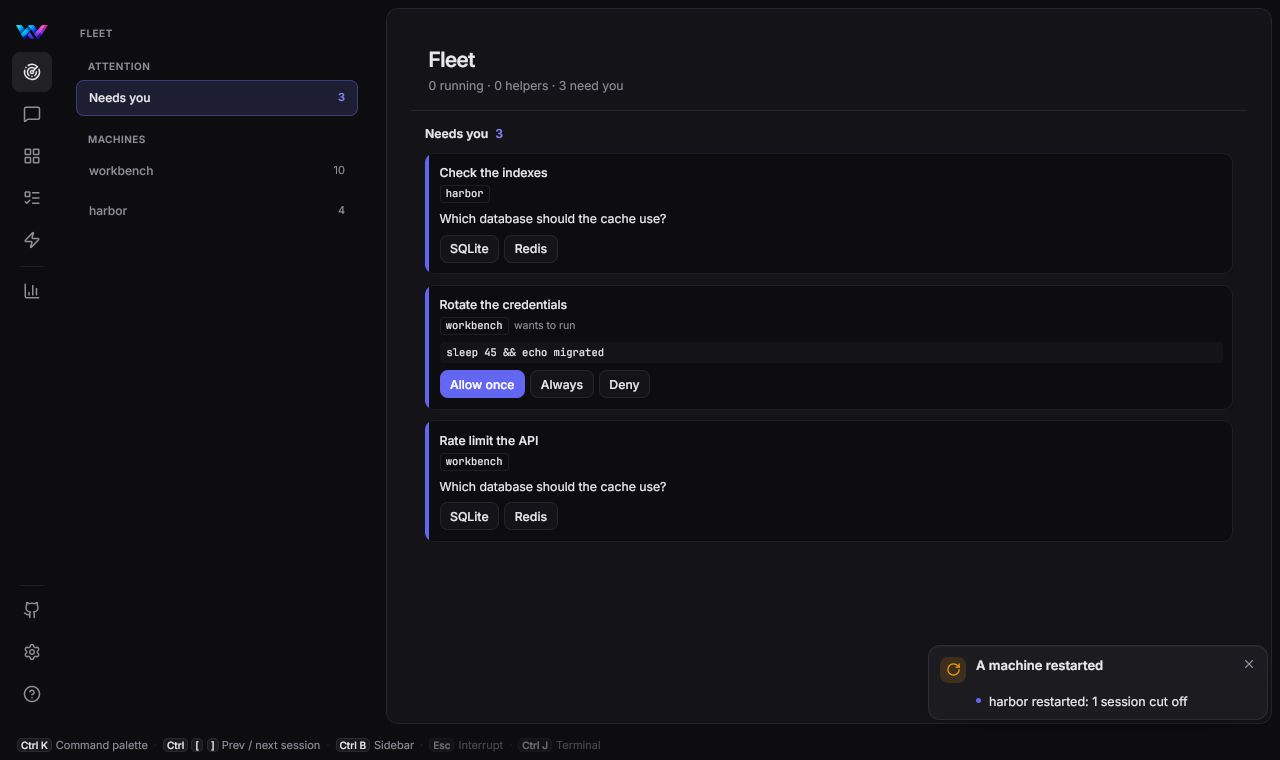 FLEET
ATTENTION
Needs you 3
MACHINES
workbench 10
harbor 4
Fleet
0 running · 0 helpers · 3 need you
Needs you 3
Check the indexes
harbor
Which database should the cache use?
SQLite Redis
Rotate the credentials
workbench wants to run
sleep 45 && echo migrated
Allow once Always Deny
Rate limit the API
workbench
Which database should the cache use?
SQLite Redis
A machine restarted
harbor restarted: 1 session cut off
Ctrl K Command palette · Ctrl [ ] Prev / next session · Ctrl B Sidebar · Esc Interrupt · Ctrl J Terminal